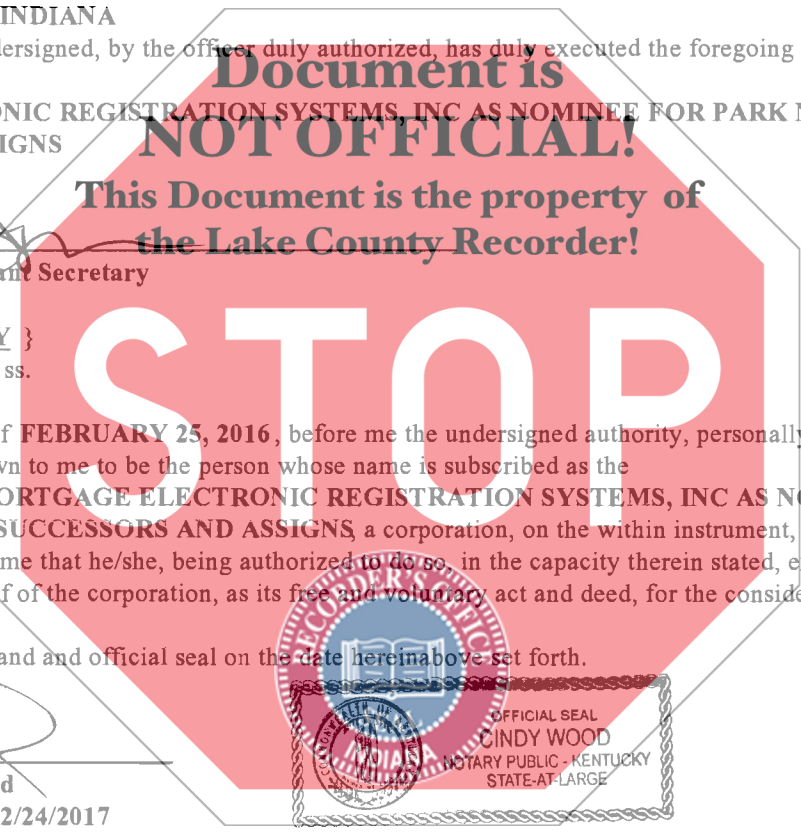 INDIANA
dersigned, by the officer duly authorized, has duly executed the foregoing
Document is
ONIC REGISTRATION SYSTEMS, INC AS NOMINEE FOR PARK N
IGNS
NOT OFFICIAL!
This Document is the property of
the Lake County Recorder!
ant Secretary
Y }
ss.
STOP
f FEBRUARY 25, 2016, before me the undersigned authority, personally
wn to me to be the person whose name is subscribed as the
ORTGAGE ELECTRONIC REGISTRATION SYSTEMS, INC AS NO
SUCCESSORS AND ASSIGNS, a corporation, on the within instrument,
me that he/she, being authorized to do so, in the capacity therein stated, e
f of the corporation, as its free and voluntary act and deed, for the conside
and and official seal on the date hereinabove set forth.
RECORDER'S OFFICE
SEAL
INDIANA
OFFICIAL SEAL
CINDY WOOD
NOTARY PUBLIC - KENTUCKY
STATE-AT-LARGE
d
2/24/2017